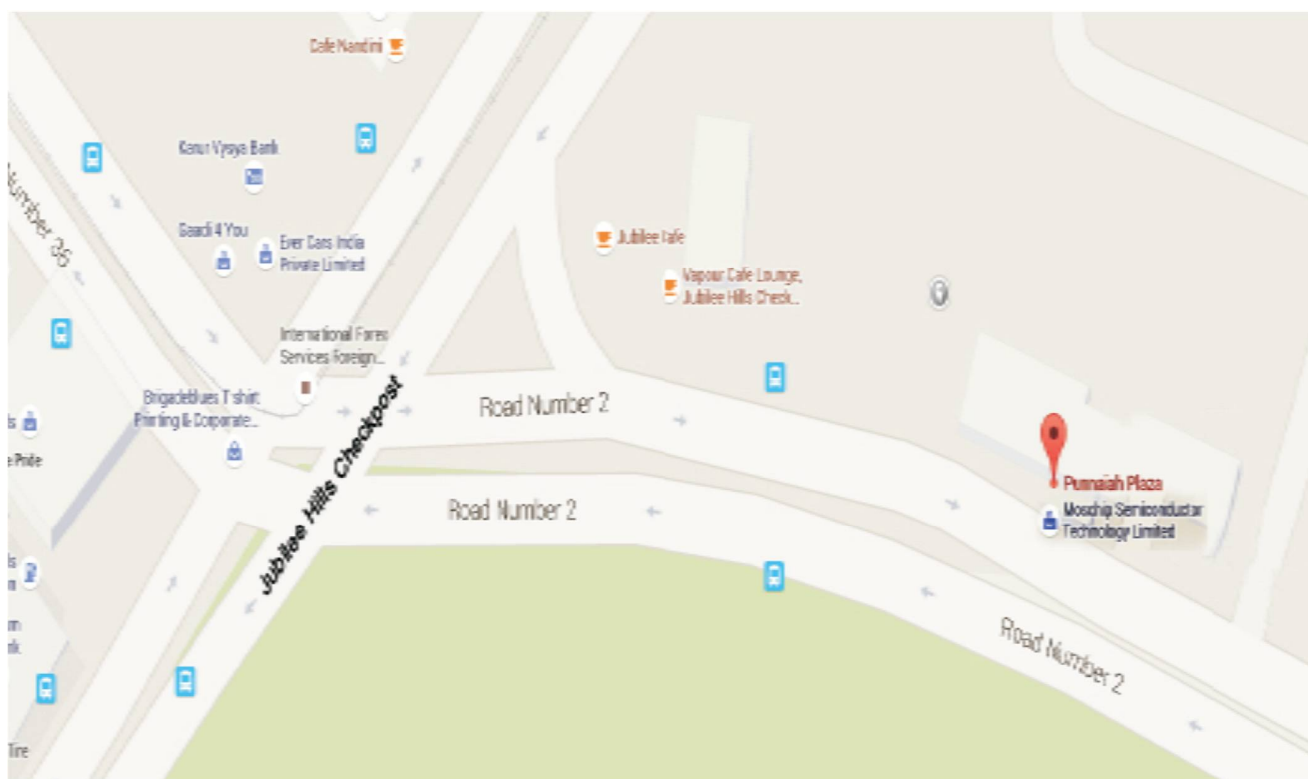 Cafe Nandini
Karur Vysya Bank
Number 36
Gaadi 4 You
Ever Cars India
Private Limited
Jubilee Cafe
Vapour Cafe Lounge,
Jubilee Hills Check...
International Forex
Services Foreign...
Brigadeblues T shirt
Printing & Corporate...
Jubilee Hills Checkpost
Road Number 2
e Pride
Punnaiah Plaza
Moschip Semiconductor
Technology Limited
Road Number 2
Road Number 2
nk
Tire